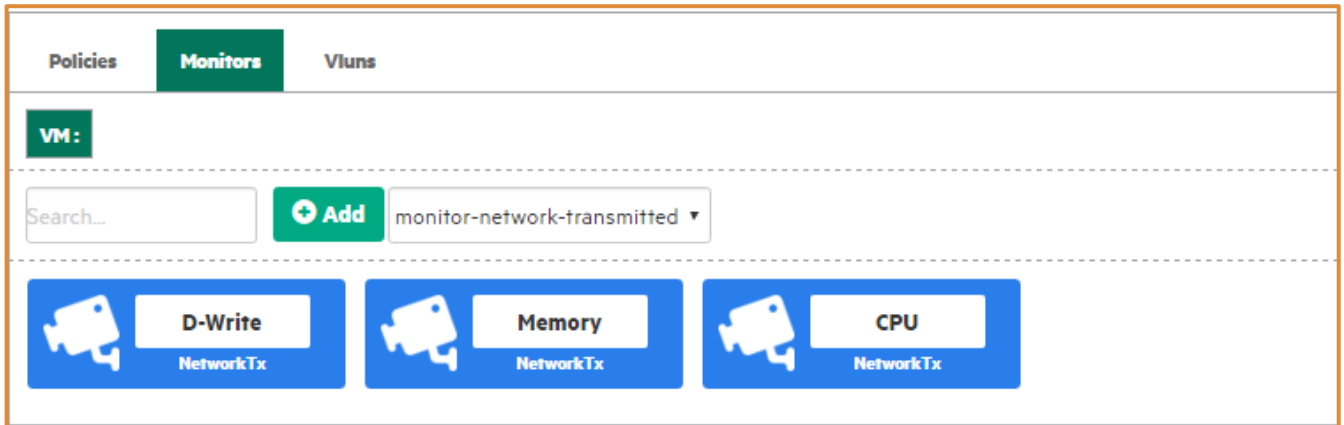 Policies Monitors Vluns
VM :
Search... Add monitor-network-transmitted
D-Write Memory CPU
NetworkTx NetworkTx NetworkTx